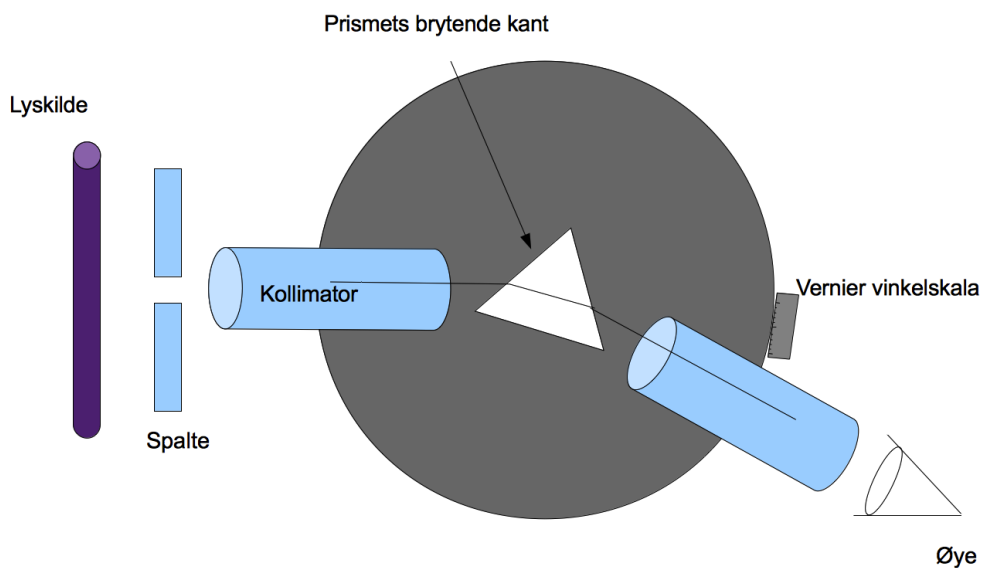 Prismets brytende kant
Lyskilde
Kollimator
Vernier vinkelskala
Spalte
Øye